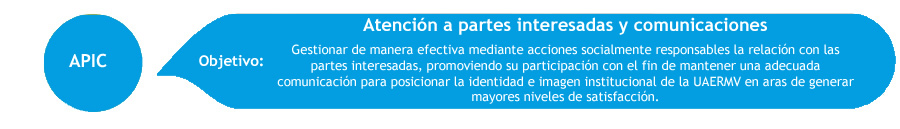 APIC
Atención a partes interesadas y comunicaciones
Objetivo:
Gestionar de manera efectiva mediante acciones socialmente responsables la relación con las
partes interesadas, promoviendo su participación con el fin de mantener una adecuada
comunicación para posicionar la identidad e imagen institucional de la UAERMV en aras de generar
mayores niveles de satisfacción.